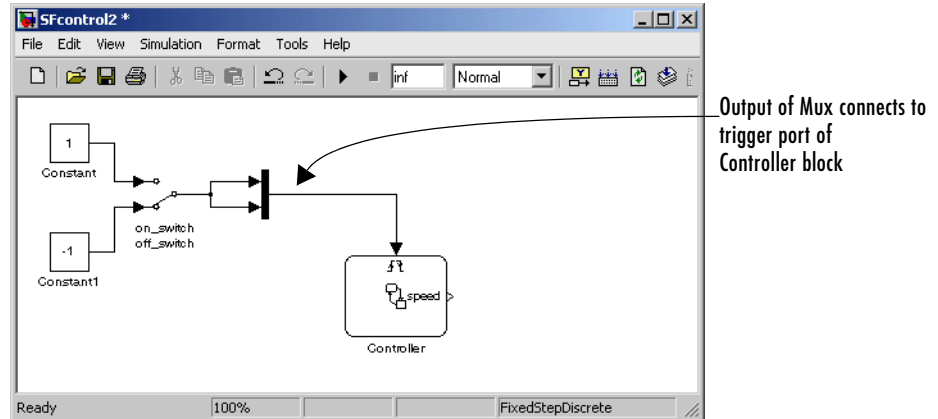 SFcontrol2 *
File Edit View Simulation Format Tools Help
inf Normal
Output of Mux connects to
trigger port of
Controller block
1
Constant
on_switch
off_switch
-1
Constant1
speed
Controller
Ready 100% FixedStepDiscrete